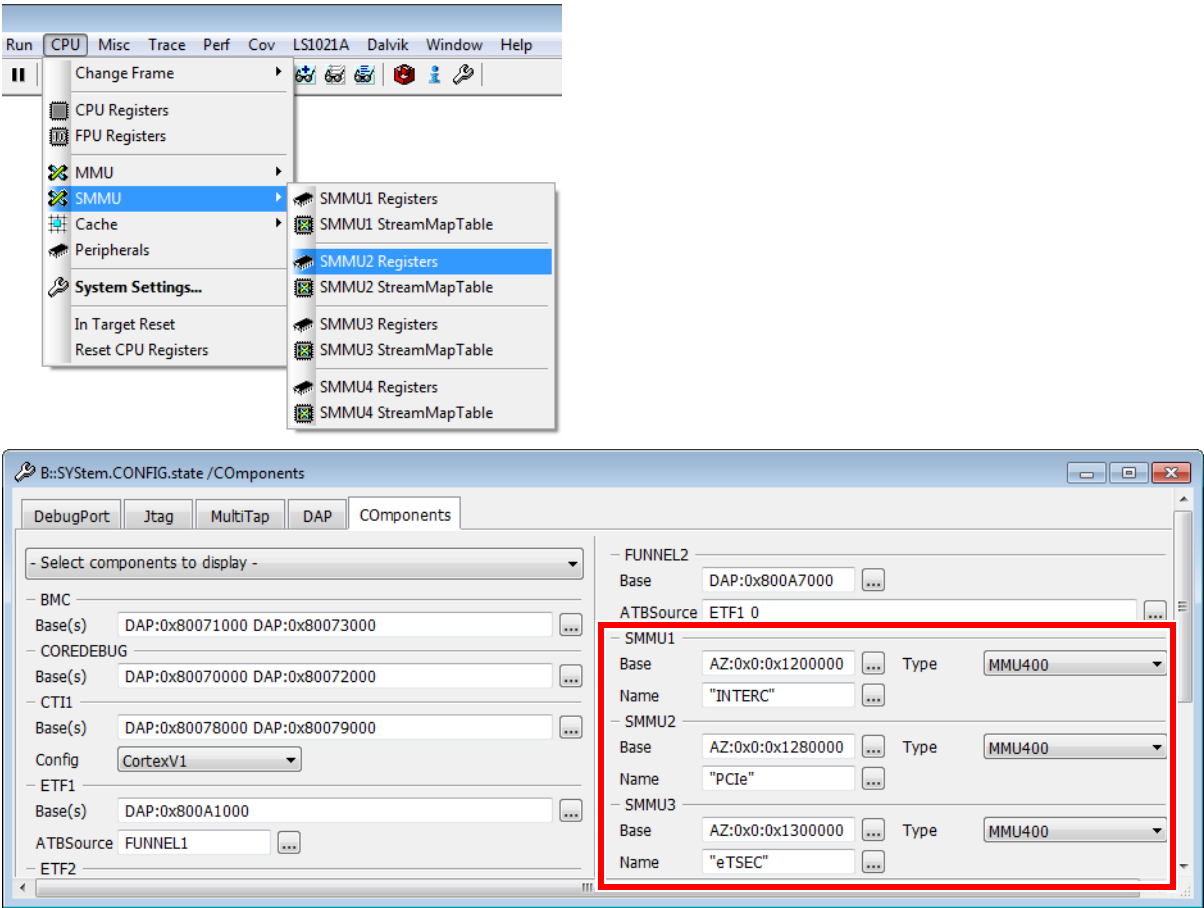 Run CPU Misc Trace Perf Cov LS1021A Dalvik Window Help
Change Frame
CPU Registers
FPU Registers
MMU
SMMU
Cache
Peripherals
System Settings...
In Target Reset
Reset CPU Registers
SMMU1 Registers
SMMU1 StreamMapTable
SMMU2 Registers
SMMU2 StreamMapTable
SMMU3 Registers
SMMU3 StreamMapTable
SMMU4 Registers
SMMU4 StreamMapTable
B::SYStem.CONFIG.state /COmponents
DebugPort Jtag MultiTap DAP COmponents
- Select components to display -
BMC
Base(s) DAP:0x80071000 DAP:0x80073000 ...
COREDEBUG
Base(s) DAP:0x80070000 DAP:0x80072000 ...
CTI1
Base(s) DAP:0x80078000 DAP:0x80079000 ...
Config CortexV1
ETF1
Base(s) DAP:0x800A1000 ...
ATBSource FUNNEL1 ...
ETF2
FUNNEL2
Base DAP:0x800A7000 ...
ATBSource ETF1 0 ...
SMMU1
Base AZ:0x0:0x1200000 ... Type MMU400
Name "INTERC" ...
SMMU2
Base AZ:0x0:0x1280000 ... Type MMU400
Name "PCIe" ...
SMMU3
Base AZ:0x0:0x1300000 ... Type MMU400
Name "eTSEC" ...